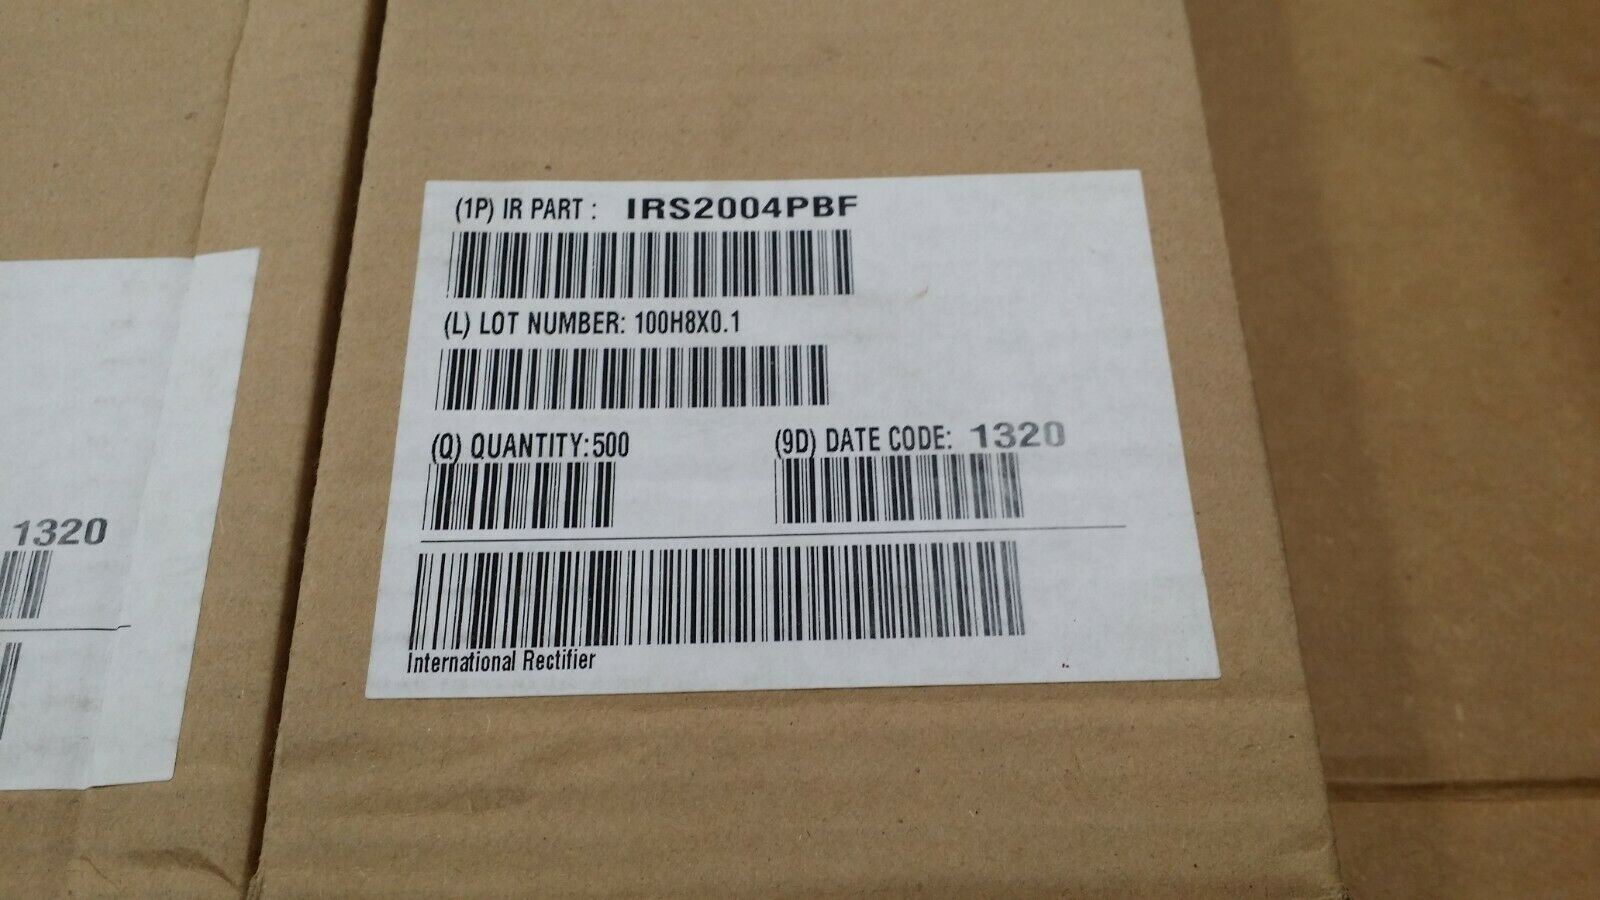 (1P) IR PART : IRS2004PBF
(L) LOT NUMBER: 100H8X0.1
(Q) QUANTITY:500
(9D) DATE CODE: 1320
International Rectifier
1320